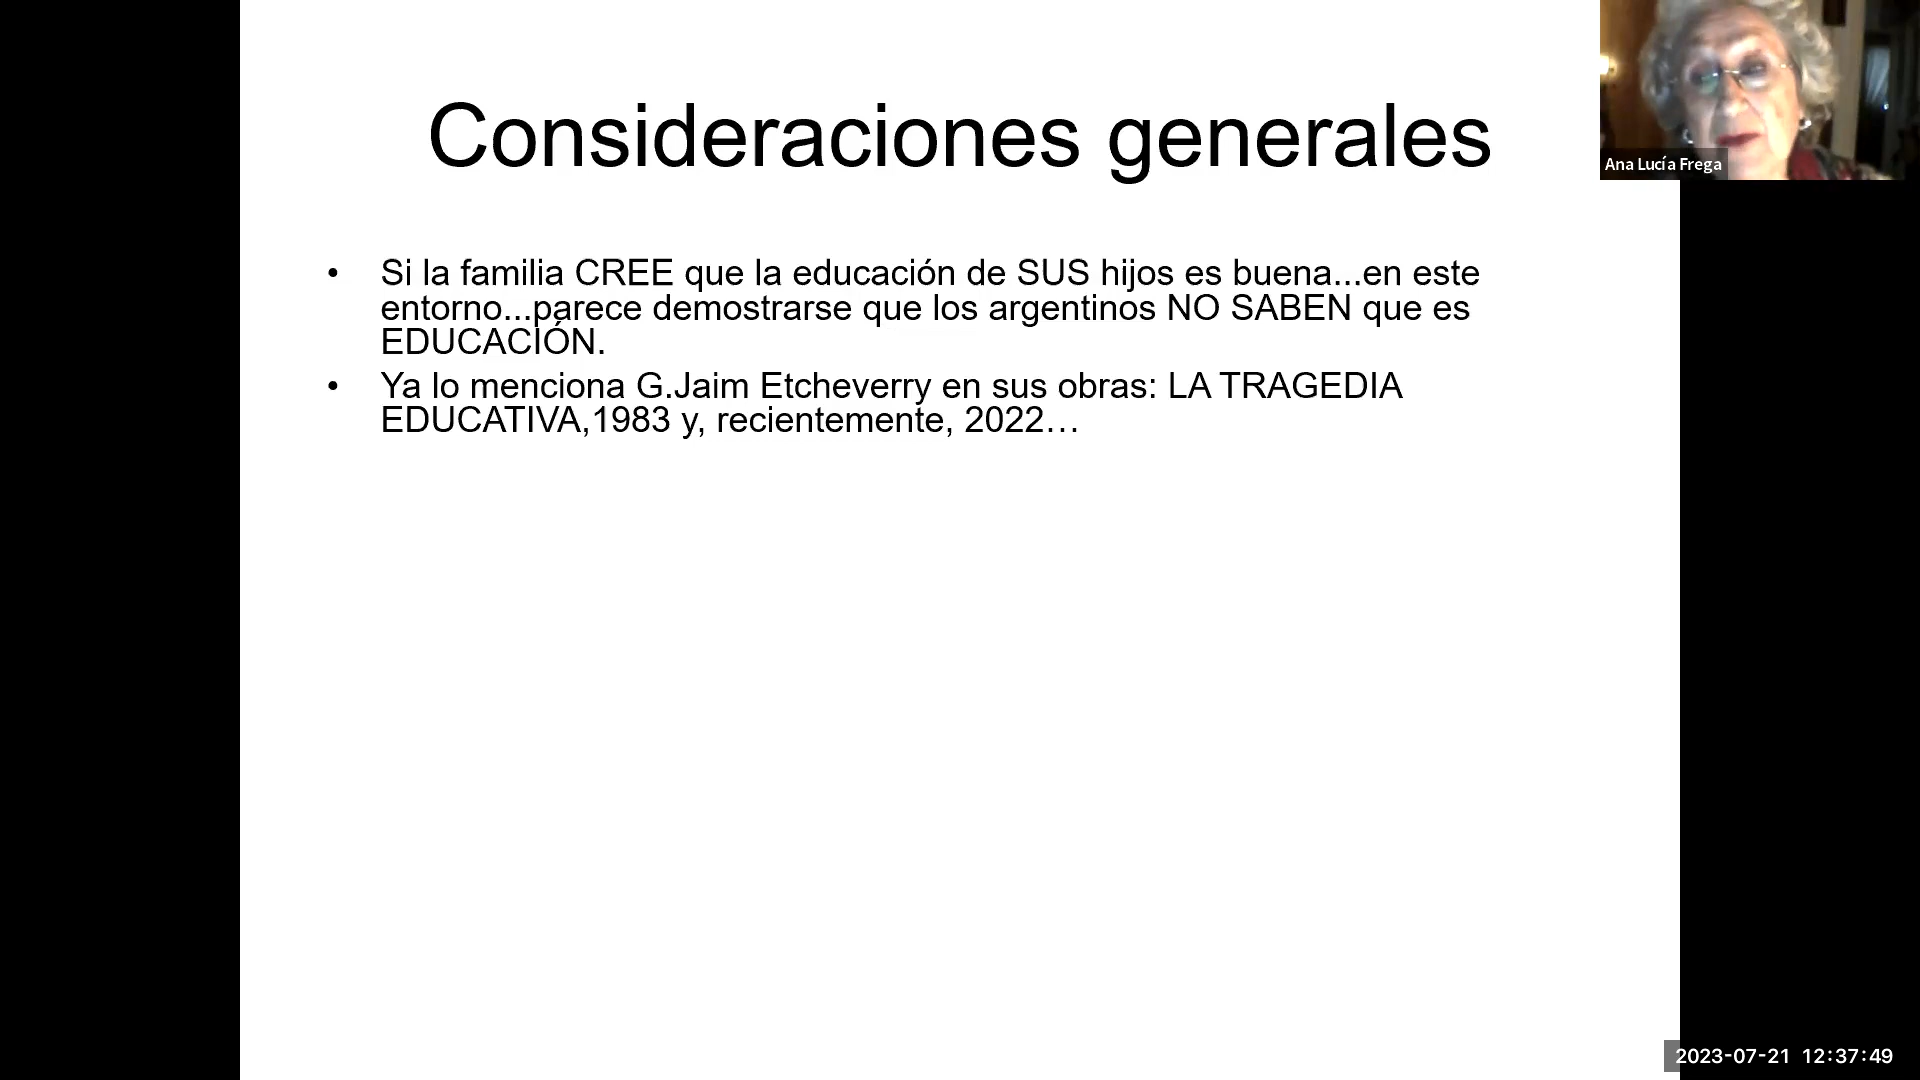 Consideraciones generales
Ana Lucía Frega
• Si la familia CREE que la educación de SUS hijos es buena...en este
entorno...parece demostrarse que los argentinos NO SABEN que es
EDUCACIÓN.
• Ya lo menciona G.Jaim Etcheverry en sus obras: LA TRAGEDIA
EDUCATIVA,1983 y, recientemente, 2022…
2023-07-21 12:37:49